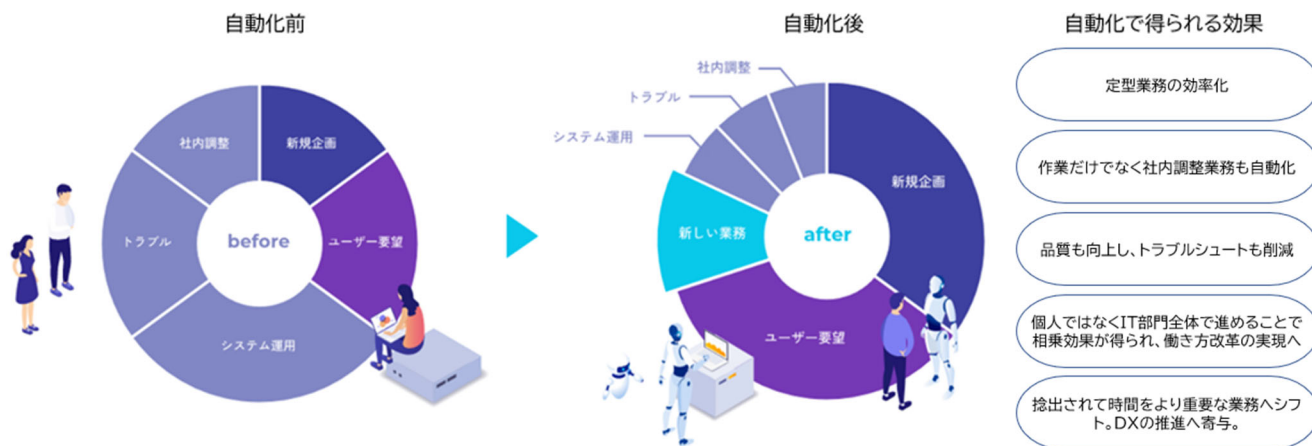 自動化前
社内調整
新規企画
トラブル
before
ユーザー要望
システム運用
自動化後
社内調整
トラブル
システム運用
新規企画
新しい業務
after
ユーザー要望
自動化で得られる効果
定型業務の効率化
作業だけでなく社内調整業務も自動化
品質も向上し、トラブルシュートも削減
個人ではなくIT部門全体で進めることで
相乗効果が得られ、働き方改革の実現へ
捻出されて時間をより重要な業務へシフ
ト。DXの推進へ寄与。